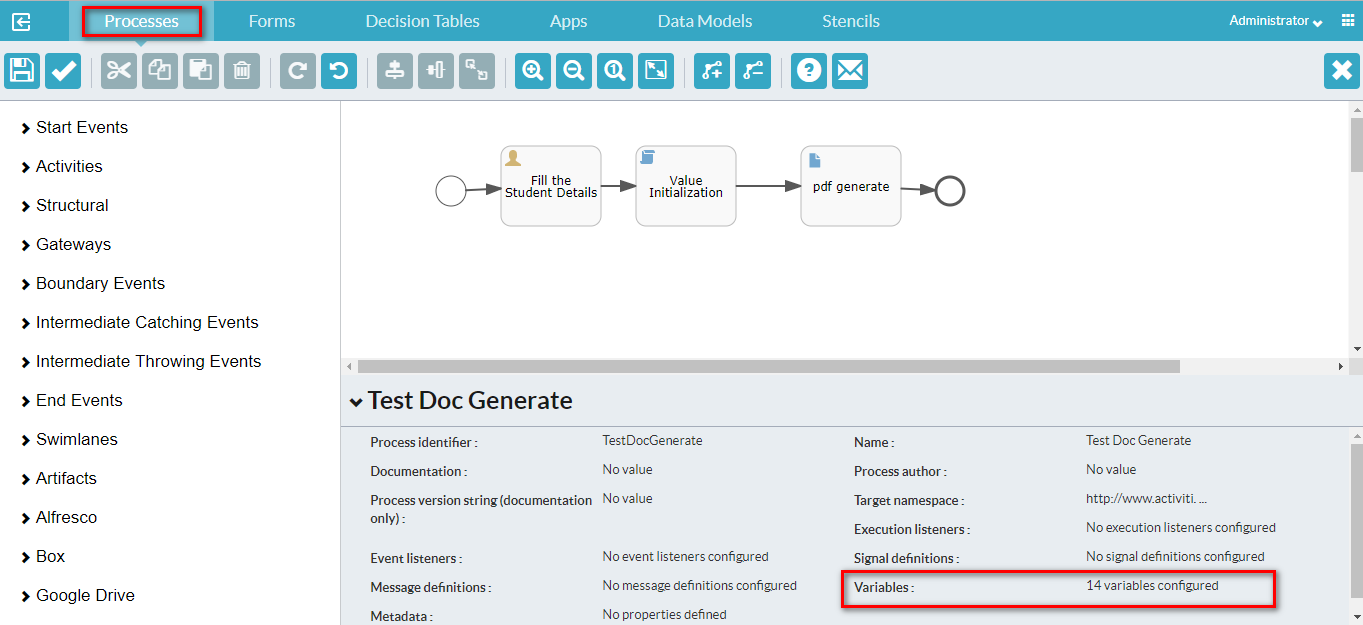 Processes Forms Decision Tables Apps Data Models Stencils Administrator
Start Events
Activities
Structural
Gateways
Boundary Events
Intermediate Catching Events
Intermediate Throwing Events
End Events
Swimlanes
Artifacts
Alfresco
Box
Google Drive
Fill the
Student Details
Value
Initialization
pdf generate
Test Doc Generate
Process identifier : TestDocGenerate Name : Test Doc Generate
Documentation : No value Process author : No value
Process version string (documentation No value Target namespace : http://www.activiti. ...
only) :
Execution listeners : No execution listeners configured
Event listeners : No event listeners configured Signal definitions : No signal definitions configured
Message definitions : No message definitions configured Variables : 14 variables configured
Metadata : No properties defined